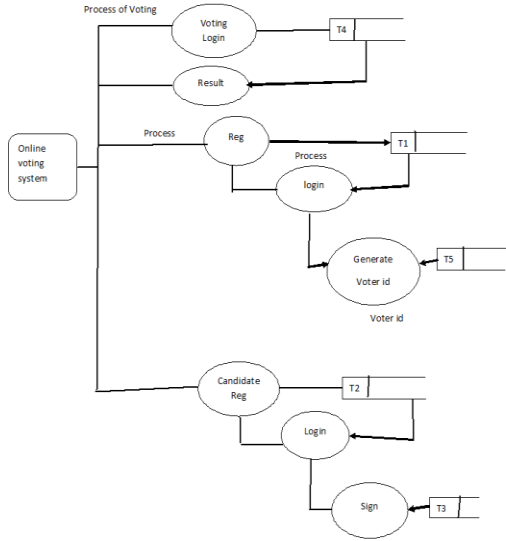 Process of Voting
Voting
Login
T4
Result
Online
voting
system
Process
Reg
T1
Process
login
Generate
Voter id
T5
Voter id
Candidate
Reg
T2
Login
Sign
T3